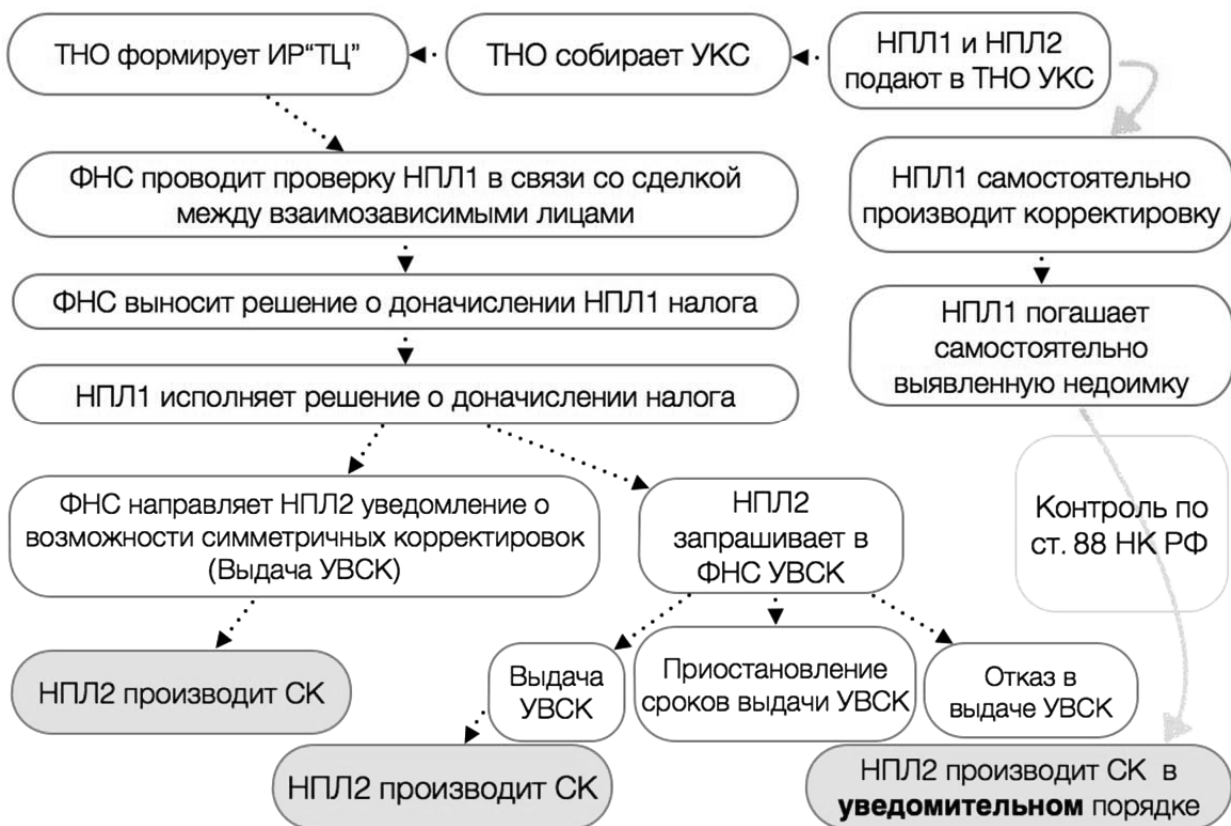 ТНО формирует ИР“ТЦ”
ТНО собирает УКС
НПЛ1 и НПЛ2
подают в ТНО УКС
ФНС проводит проверку НПЛ1 в связи со сделкой
между взаимозависимыми лицами
НПЛ1 самостоятельно
производит корректировку
ФНС выносит решение о доначислении НПЛ1 налога
НПЛ1 погашает
самостоятельно
выявленную недоимку
НПЛ1 исполняет решение о доначислении налога
ФНС направляет НПЛ2 уведомление о
возможности симметричных корректировок
(Выдача УВСК)
НПЛ2
запрашивает в
ФНС УВСК
Контроль по
ст. 88 НК РФ
НПЛ2 производит СК
Выдача
УВСК
Приостановление
сроков выдачи УВСК
Отказ в
выдаче УВСК
НПЛ2 производит СК
НПЛ2 производит СК в
уведомительном порядке